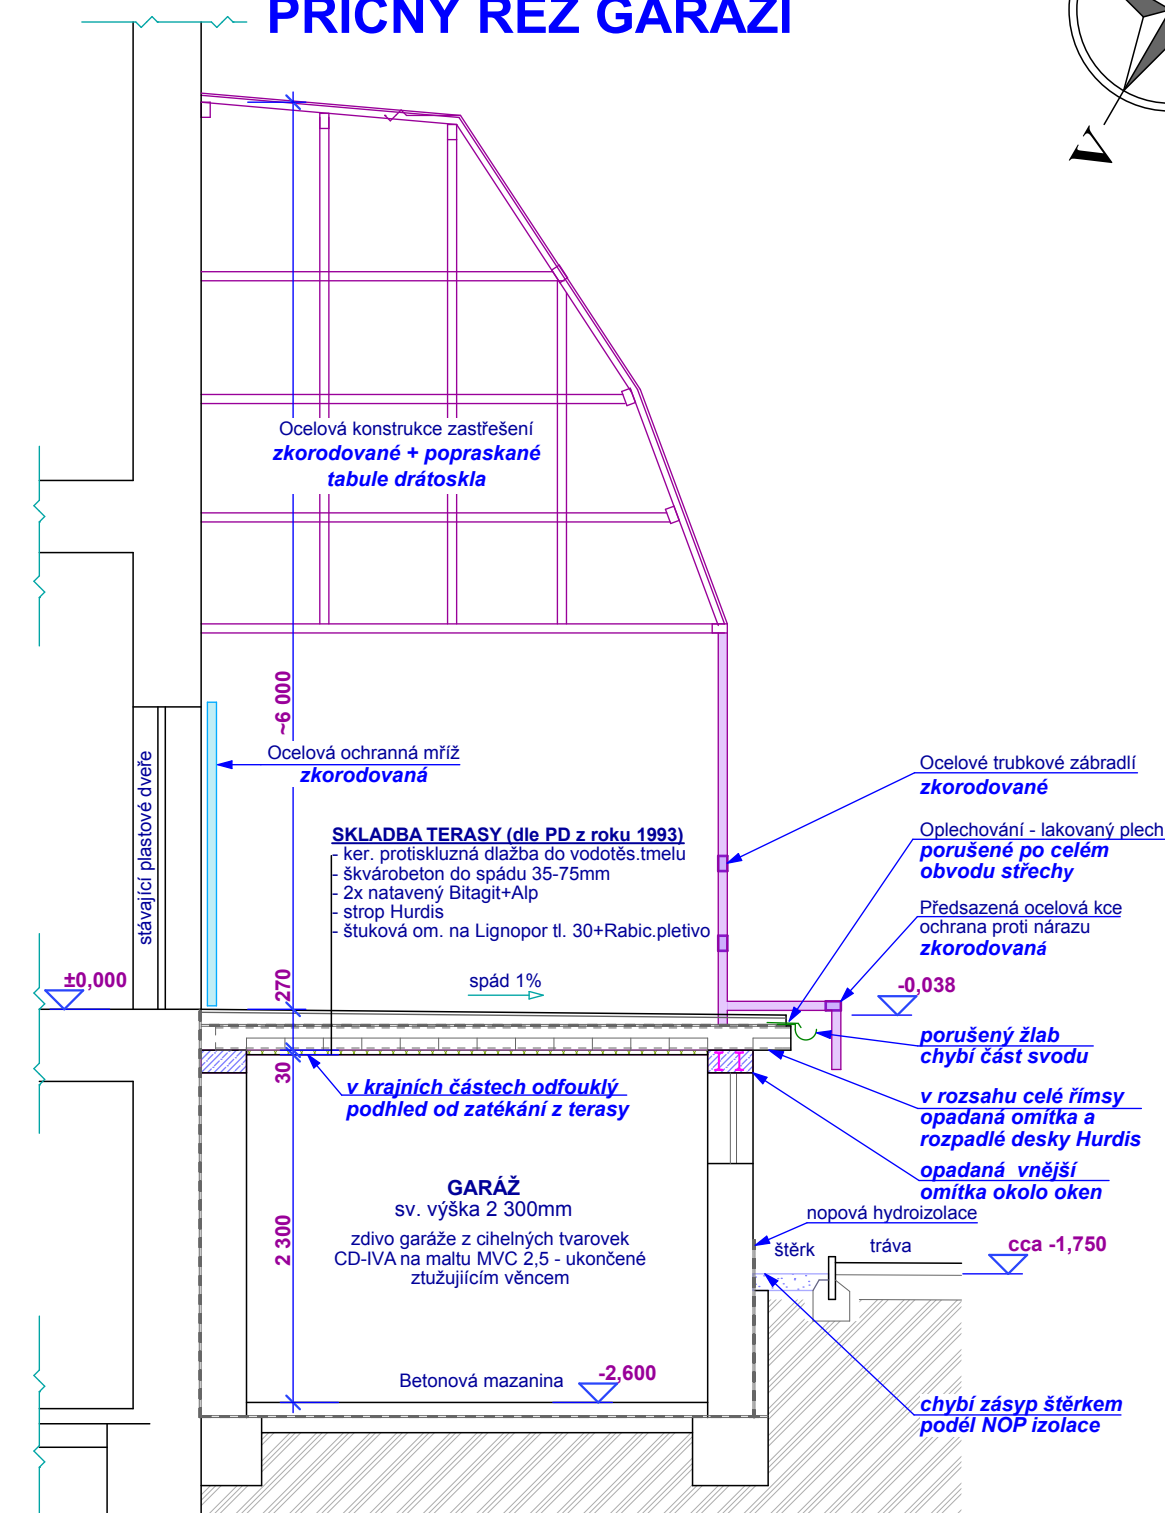 PŘÍČNÝ ŘEZ GARÁŽÍ
V
Ocelová konstrukce zastřešení
zkorodované + popraskané
tabule drátoskla
~6 000
Ocelová ochranná mříž
zkorodovaná
stávající plastové dveře
Ocelové trubkové zábradlí
zkorodované
Oplechování - lakovaný plech
porušené po celém
obvodu střechy
Předsazená ocelová kce
ochrana proti nárazu
zkorodovaná
SKLADBA TERASY (dle PD z roku 1993)
- ker. protiskluzná dlažba do vodotěs.tmelu
- škvárobeton do spádu 35-75mm
- 2x natavený Bitagit+Alp
- strop Hurdis
- štuková om. na Lignopor tl. 30+Rabic.pletivo
±0,000
270
spád 1%
-0,038
porušený žlab
chybí část svodu
30
v krajních částech odfouklý
podhled od zatékání z terasy
v rozsahu celé římsy
opadaná omítka a
rozpadlé desky Hurdis
opadaná vnější
omítka okolo oken
GARÁŽ
sv. výška 2 300mm
zdivo garáže z cihelných tvarovek
CD-IVA na maltu MVC 2,5 - ukončené
ztužujíícím věncem
2 300
nopová hydroizolace
štěrk
tráva
cca -1,750
Betonová mazanina
-2,600
chybí zásyp štěrkem
podél NOP izolace